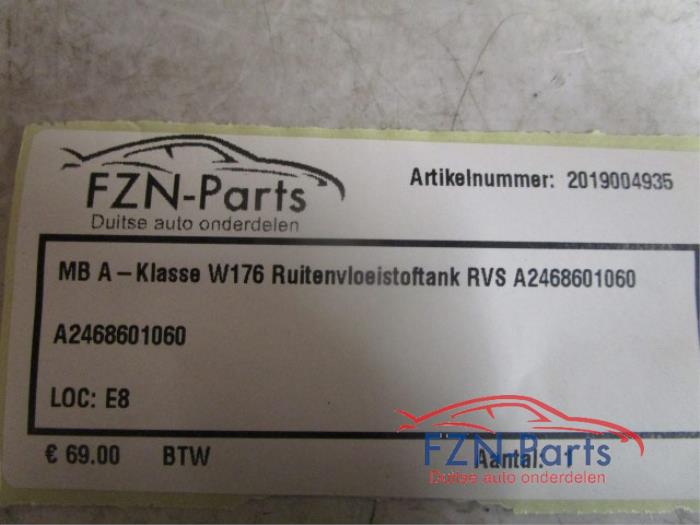 FZN-Parts
Duitse auto onderdelen
Artikelnummer: 2019004935
MB A-Klasse W176 Ruitenvloeistoftank RVS A2468601060
A2468601060
LOC: E8
€ 69.00 BTW Aantal: 1
FZN-Parts
Duitse auto onderdelen